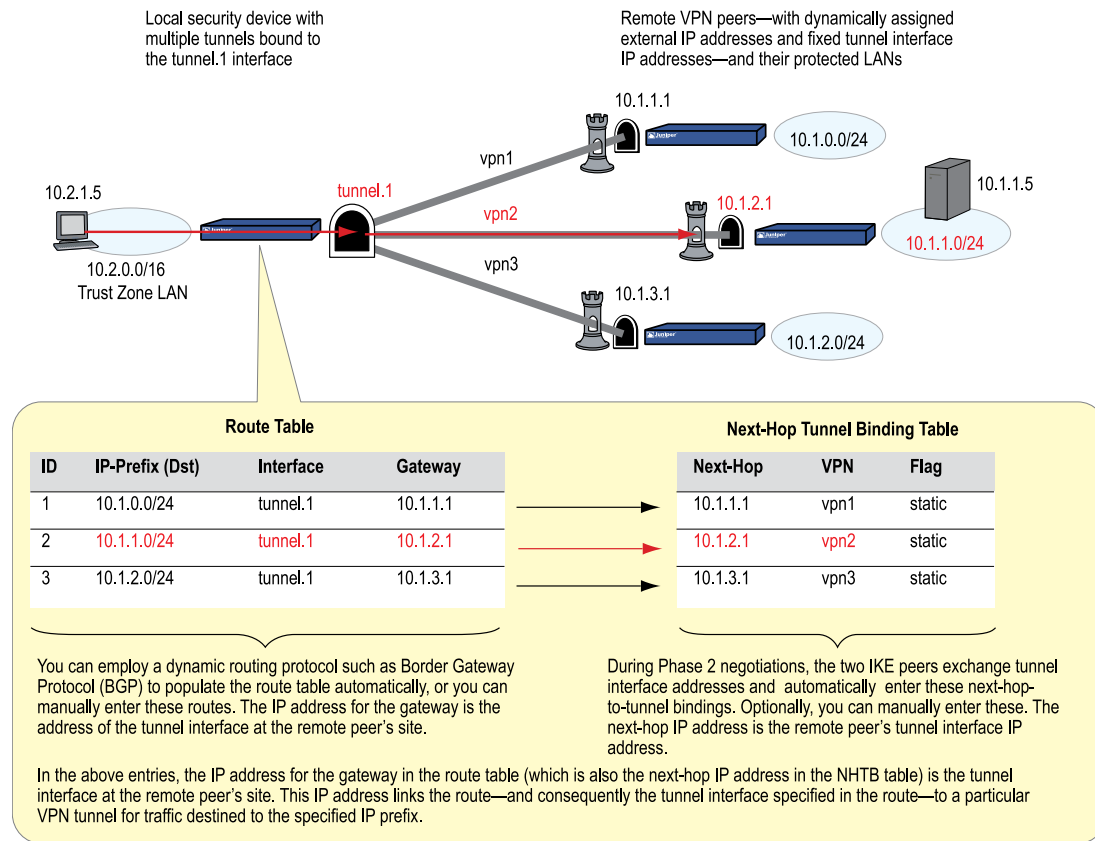 Local security device with
multiple tunnels bound to
the tunnel.1 interface
Remote VPN peers—with dynamically assigned
external IP addresses and fixed tunnel interface
IP addresses—and their protected LANs
10.1.1.1
Juniper
10.1.0.0/24
vpn1
10.2.1.5
tunnel.1
vpn2
10.1.2.1
10.1.1.5
Juniper
Juniper
10.1.1.0/24
10.2.0.0/16
Trust Zone LAN
vpn3
10.1.3.1
Juniper
10.1.2.0/24
Route Table
ID IP-Prefix (Dst) Interface Gateway
1 10.1.0.0/24 tunnel.1 10.1.1.1
2 10.1.1.0/24 tunnel.1 10.1.2.1
3 10.1.2.0/24 tunnel.1 10.1.3.1
Next-Hop Tunnel Binding Table
Next-Hop VPN Flag
10.1.1.1 vpn1 static
10.1.2.1 vpn2 static
10.1.3.1 vpn3 static
You can employ a dynamic routing protocol such as Border Gateway
Protocol (BGP) to populate the route table automatically, or you can
manually enter these routes. The IP address for the gateway is the
address of the tunnel interface at the remote peer's site.
During Phase 2 negotiations, the two IKE peers exchange tunnel
interface addresses and automatically enter these next-hop-
to-tunnel bindings. Optionally, you can manually enter these. The
next-hop IP address is the remote peer's tunnel interface IP
address.
In the above entries, the IP address for the gateway in the route table (which is also the next-hop IP address in the NHTB table) is the tunnel
interface at the remote peer's site. This IP address links the route—and consequently the tunnel interface specified in the route—to a particular
VPN tunnel for traffic destined to the specified IP prefix.